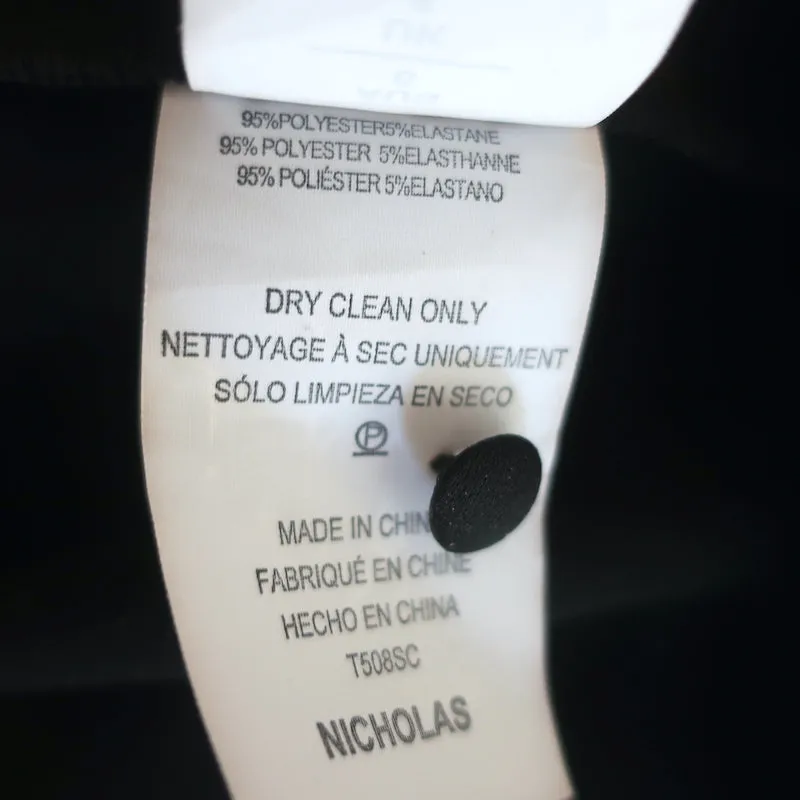 95%POLYESTER5%ELASTANE
95% POLYESTER 5%ELASTHANNE
95% POLIÉSTER 5%ELASTANO
DRY CLEAN ONLY
NETTOYAGE À SEC UNIQUEMENT
SÓLO LIMPIEZA EN SECO
P
MADE IN
FABRIQUÉ EN CHINE
HECHO EN CHINA
T508SC
NICHOLAS